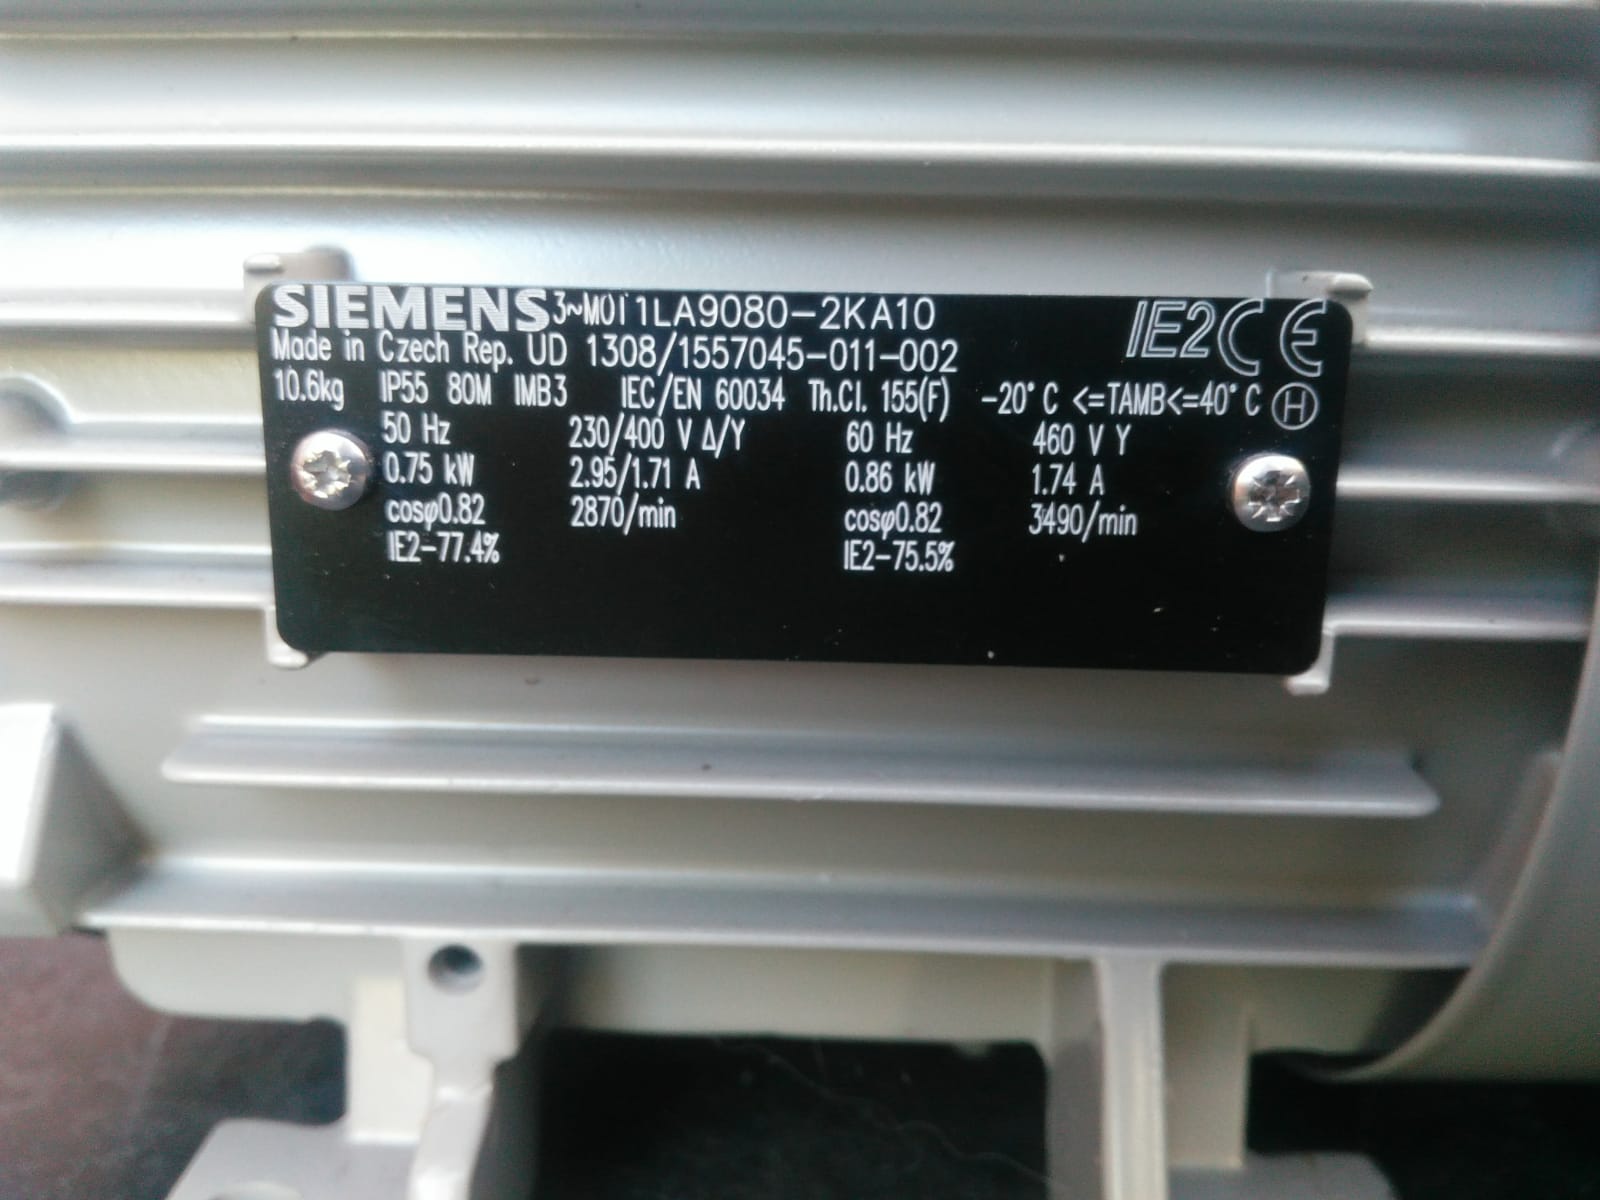 SIEMENS 3~MOT 1LA9080-2KA10 IE2 CE
Made in Czech Rep. UD 1308/1557045-011-002
10.6kg IP55 80M IMB3 IEC/EN 60034 Th.Cl. 155(F) -20°C <=TAMB<=40°C H
50 Hz 230/400 V Δ/Y 60 Hz 460 V Y
0.75 kW 2.95/1.71 A 0.86 kW 1.74 A
cosφ0.82 2870/min cosφ0.82 3490/min
IE2-77.4% IE2-75.5%